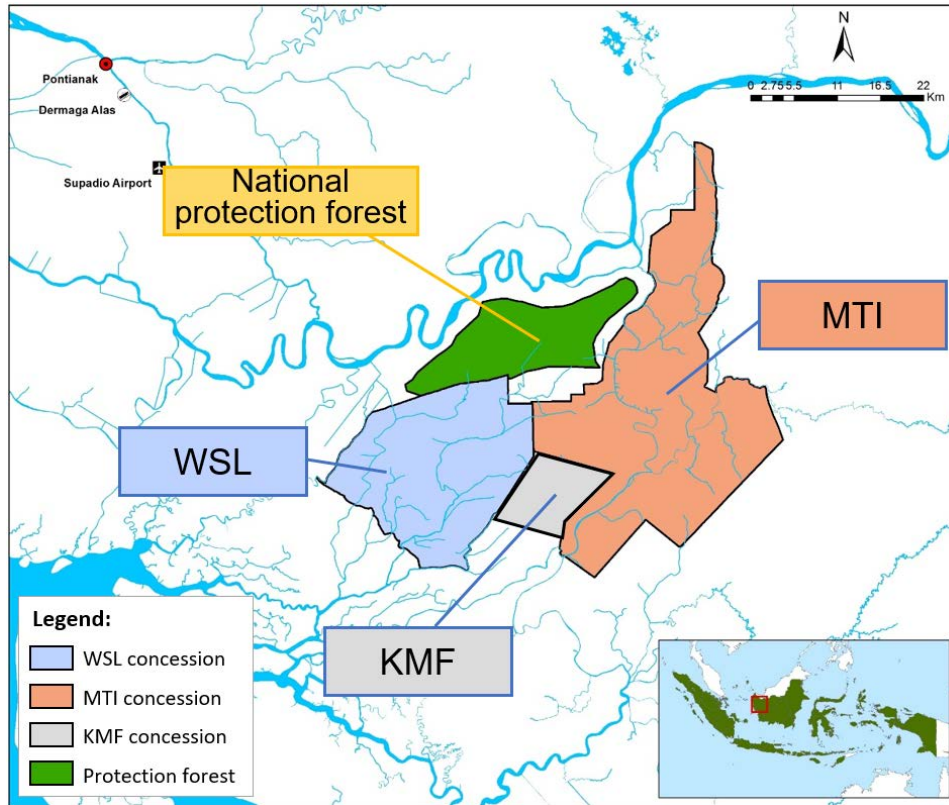 N
0 2.75 5.5 11 16.5 22
Km
Pontianak
Dermaga Alas
Supadio Airport
National
protection forest
MTI
WSL
KMF
Legend:
WSL concession
MTI concession
KMF concession
Protection forest